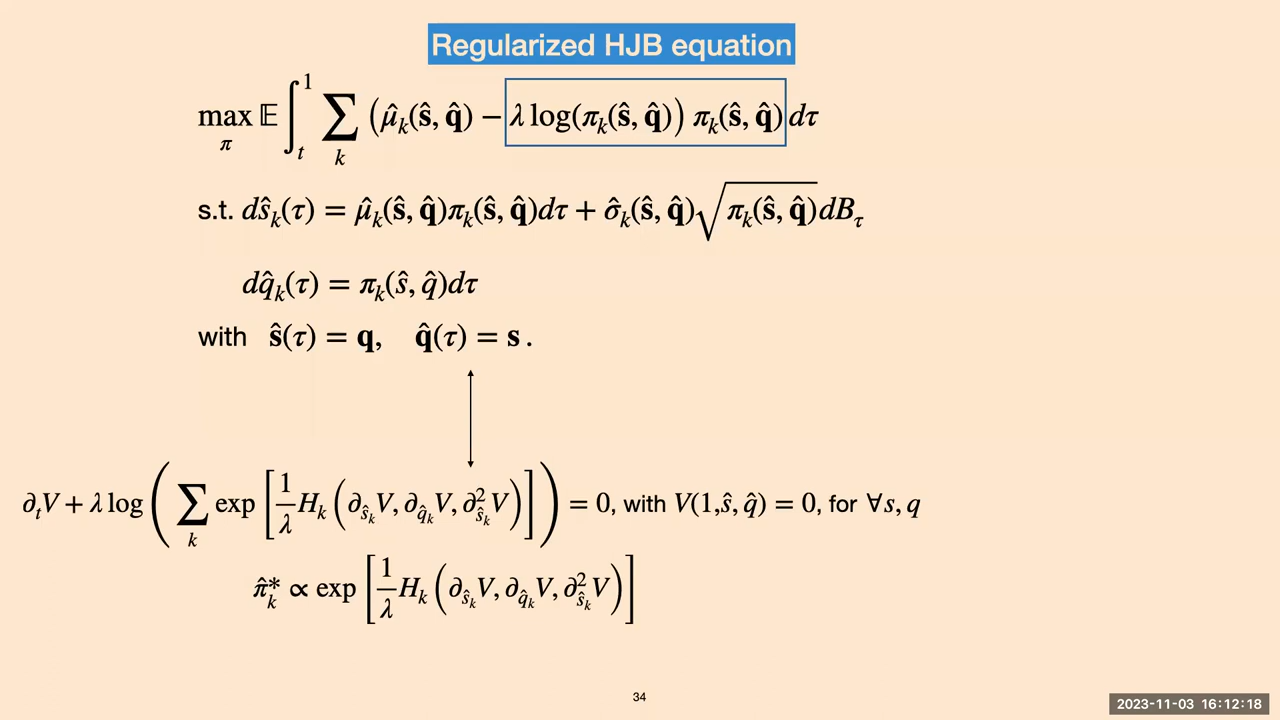 Regularized HJB equation
max_π 𝔼 ∫_t^1 ∑_k (μ̂_k(ŝ, q̂) − λ log(π_k(ŝ, q̂)) π_k(ŝ, q̂) dτ
s.t. dŝ_k(τ) = μ̂_k(ŝ, q̂)π_k(ŝ, q̂)dτ + σ̂_k(ŝ, q̂)√(π_k(ŝ, q̂)) dB_τ
dq̂_k(τ) = π_k(ŝ, q̂)dτ
with ŝ(τ) = q, q̂(τ) = s .
∂_t V + λ log ( ∑_k exp [ 1/λ H_k ( ∂_{ŝ_k} V, ∂_{q̂_k} V, ∂²_{ŝ_k} V ) ] ) = 0, with V(1,ŝ, q̂) = 0, for ∀s, q
π̂*_k ∝ exp [ 1/λ H_k ( ∂_{ŝ_k} V, ∂_{q̂_k} V, ∂²_{ŝ_k} V ) ]
34
2023-11-03 16:12:18